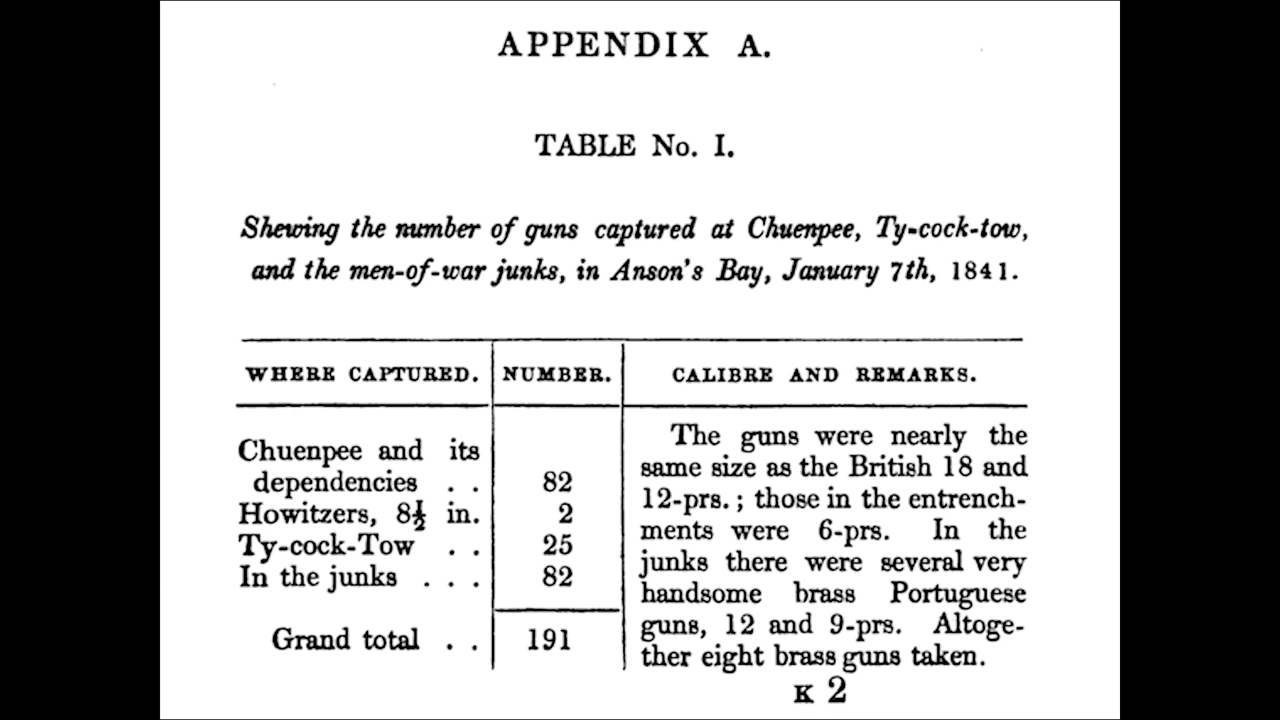 APPENDIX A.
TABLE No. I.
Shewing the number of guns captured at Chuenpee, Ty-cock-tow,
and the men-of-war junks, in Anson's Bay, January 7th, 1841.
WHERE CAPTURED. NUMBER. CALIBRE AND REMARKS.
Chuenpee and its
dependencies . . 82
Howitzers, 8½ in. 2
Ty-cock-Tow . . 25
In the junks . . . 82
Grand total . . 191
The guns were nearly the
same size as the British 18 and
12-prs.; those in the entrench-
ments were 6-prs. In the
junks there were several very
handsome brass Portuguese
guns, 12 and 9-prs. Altoge-
ther eight brass guns taken.
K 2